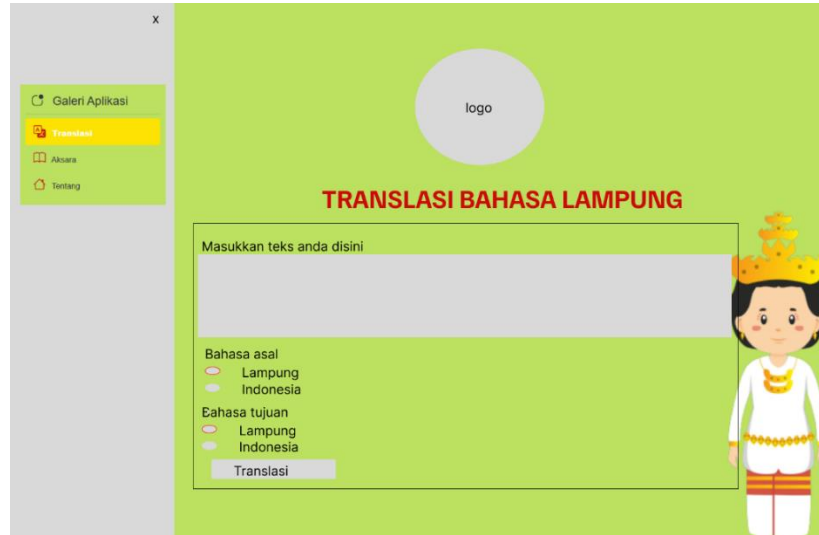 x
Galeri Aplikasi
Translasi
Aksara
Tentang
logo
TRANSLASI BAHASA LAMPUNG
Masukkan teks anda disini
Bahasa asal
Lampung
Indonesia
Bahasa tujuan
Lampung
Indonesia
Translasi